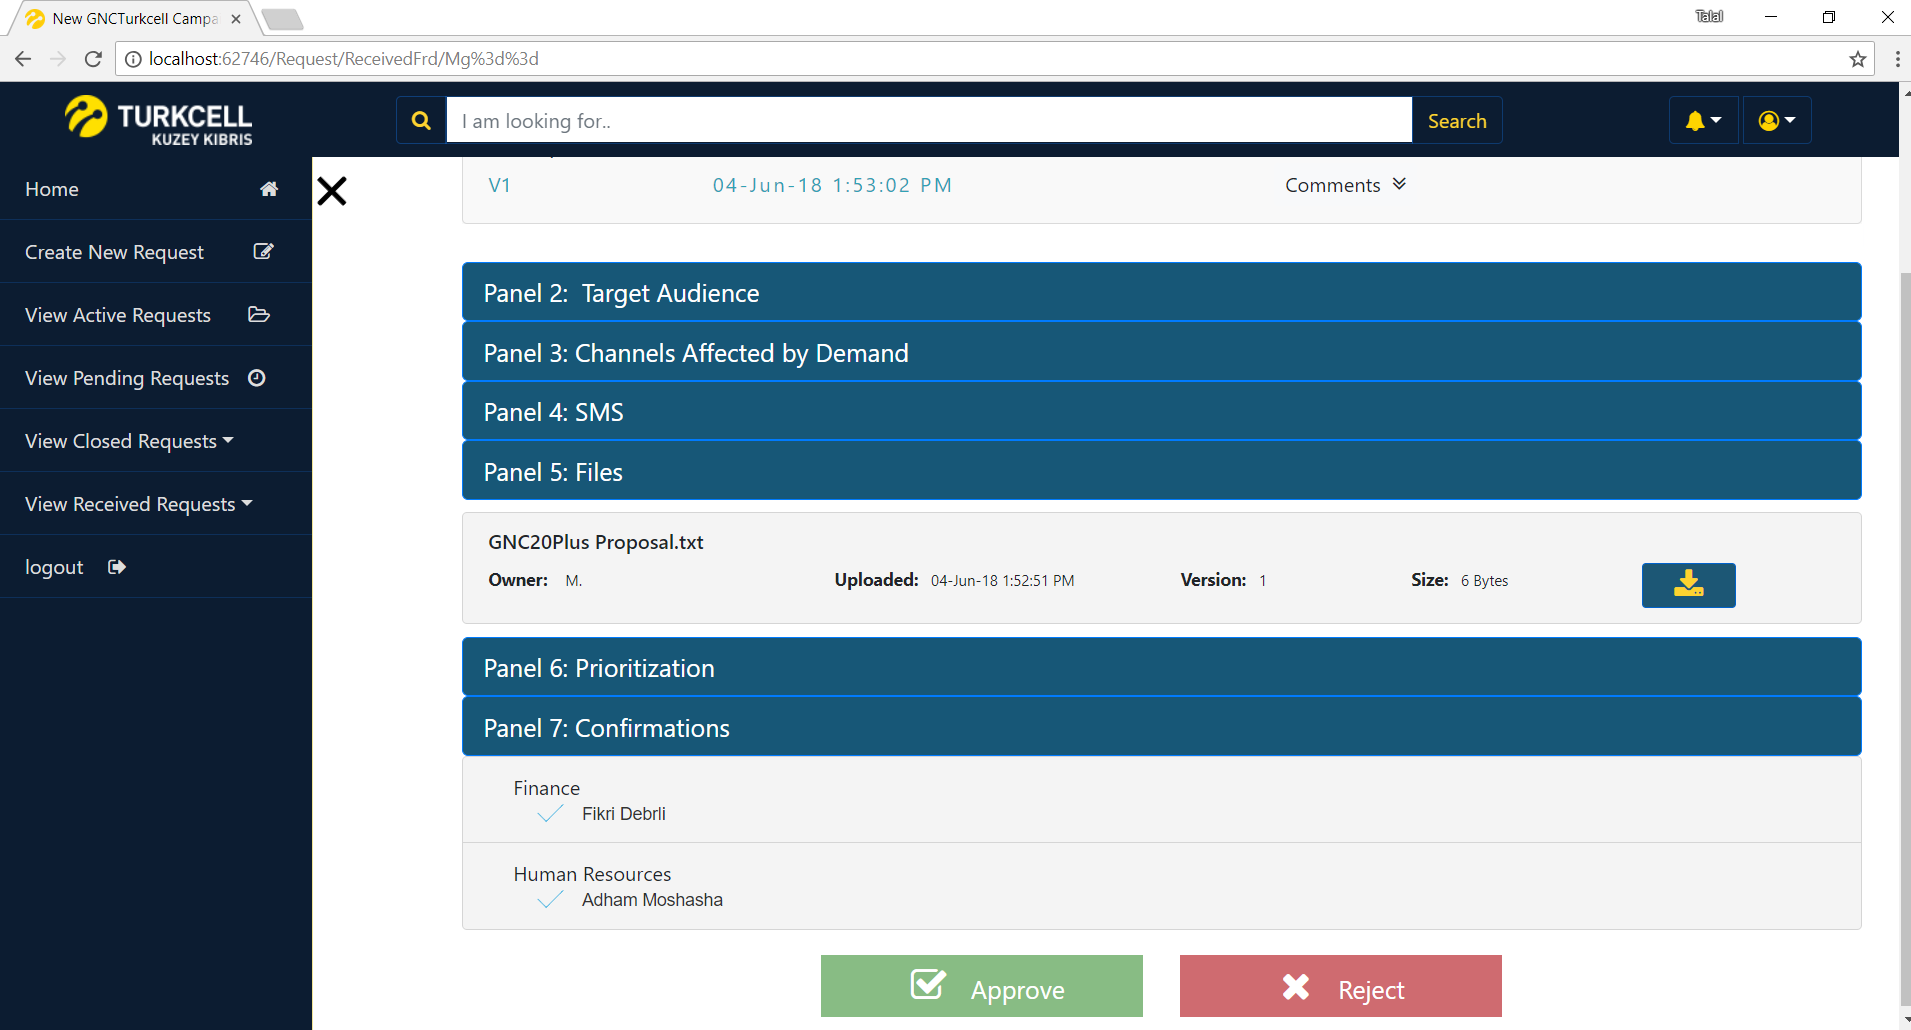 New GNCTurkcell Campa
Talal
localhost:62746/Request/ReceivedFrd/Mg%3d%3d
TURKCELL
KUZEY KIBRIS
I am looking for..
Search
Home
Create New Request
View Active Requests
View Pending Requests
View Closed Requests
View Received Requests
logout
V1 04-Jun-18 1:53:02 PM Comments
Panel 2: Target Audience
Panel 3: Channels Affected by Demand
Panel 4: SMS
Panel 5: Files
GNC20Plus Proposal.txt
Owner: M. Uploaded: 04-Jun-18 1:52:51 PM Version: 1 Size: 6 Bytes
Panel 6: Prioritization
Panel 7: Confirmations
Finance
Fikri Debrli
Human Resources
Adham Moshasha
Approve Reject